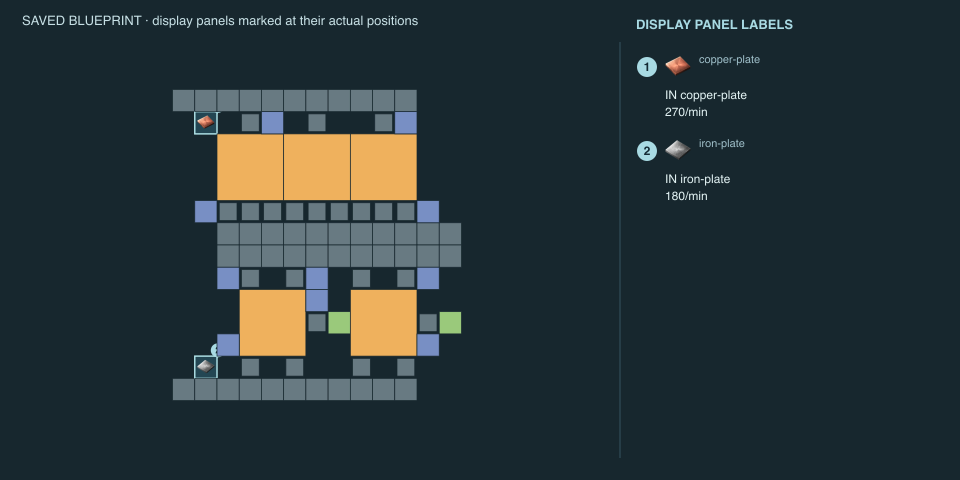 SAVED BLUEPRINT · display panels marked at their actual positions
DISPLAY PANEL LABELS
1
copper-plate
IN copper-plate
270/min
2
iron-plate
IN iron-plate
180/min